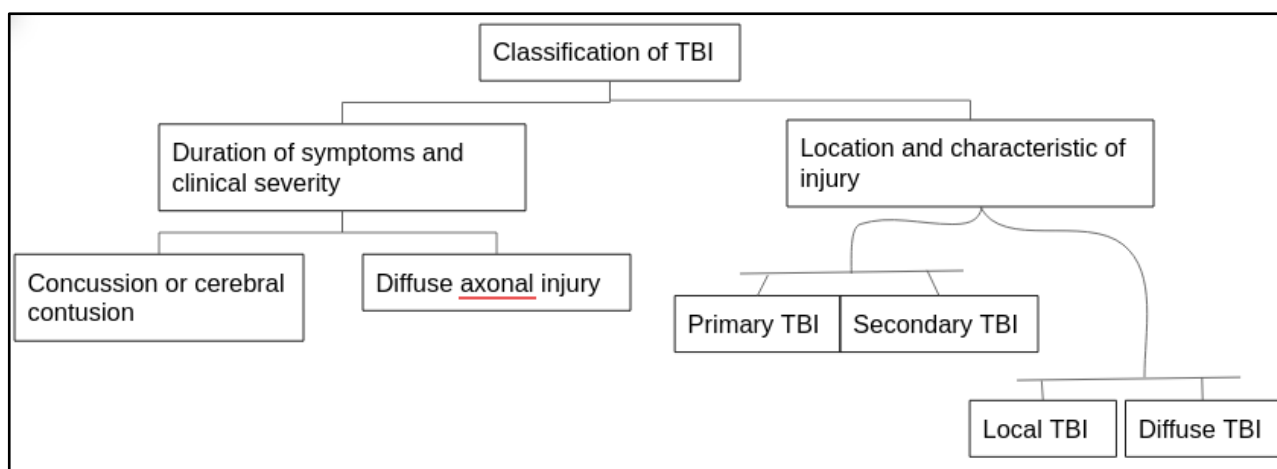 Classification of TBI
Duration of symptoms and
clinical severity
Location and characteristic of
injury
Concussion or cerebral
contusion
Diffuse axonal injury
Primary TBI
Secondary TBI
Local TBI
Diffuse TBI